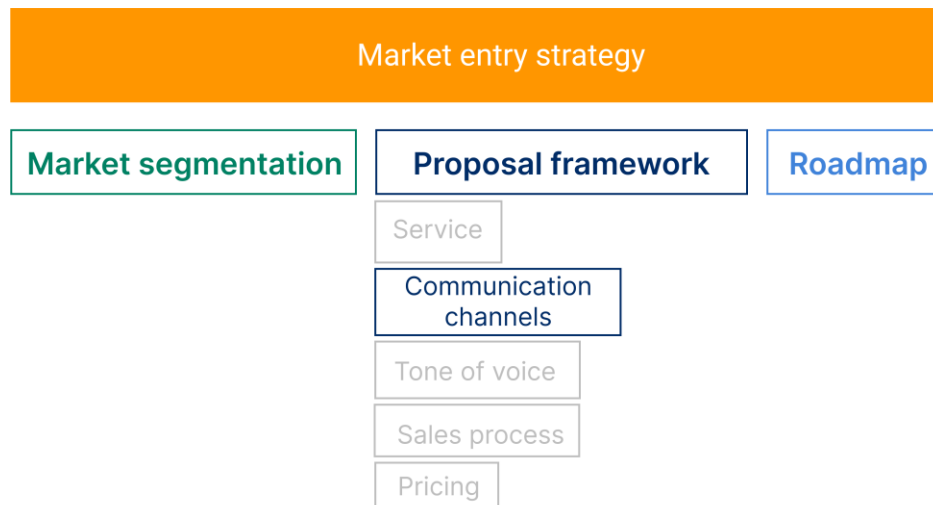 Market entry strategy
Market segmentation
Proposal framework
Roadmap
Service
Communication
channels
Tone of voice
Sales process
Pricing